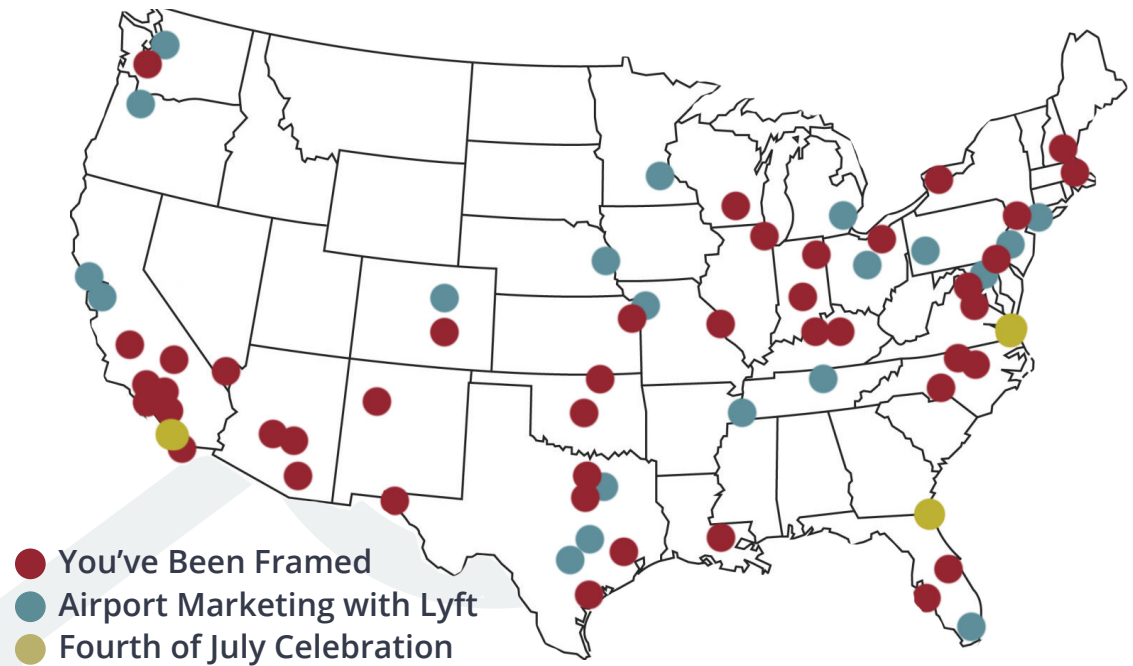 You’ve Been Framed
Airport Marketing with Lyft
Fourth of July Celebration